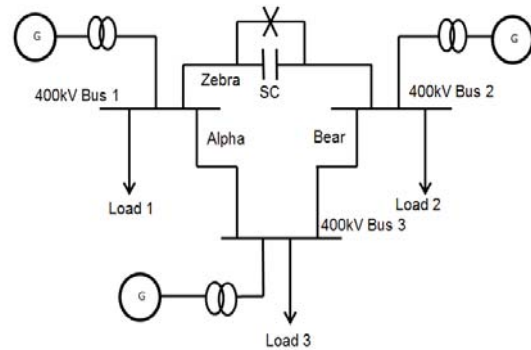 G
G
Zebra
SC
400kV Bus 1
400kV Bus 2
Alpha
Bear
Load 1
Load 2
400kV Bus 3
G
Load 3